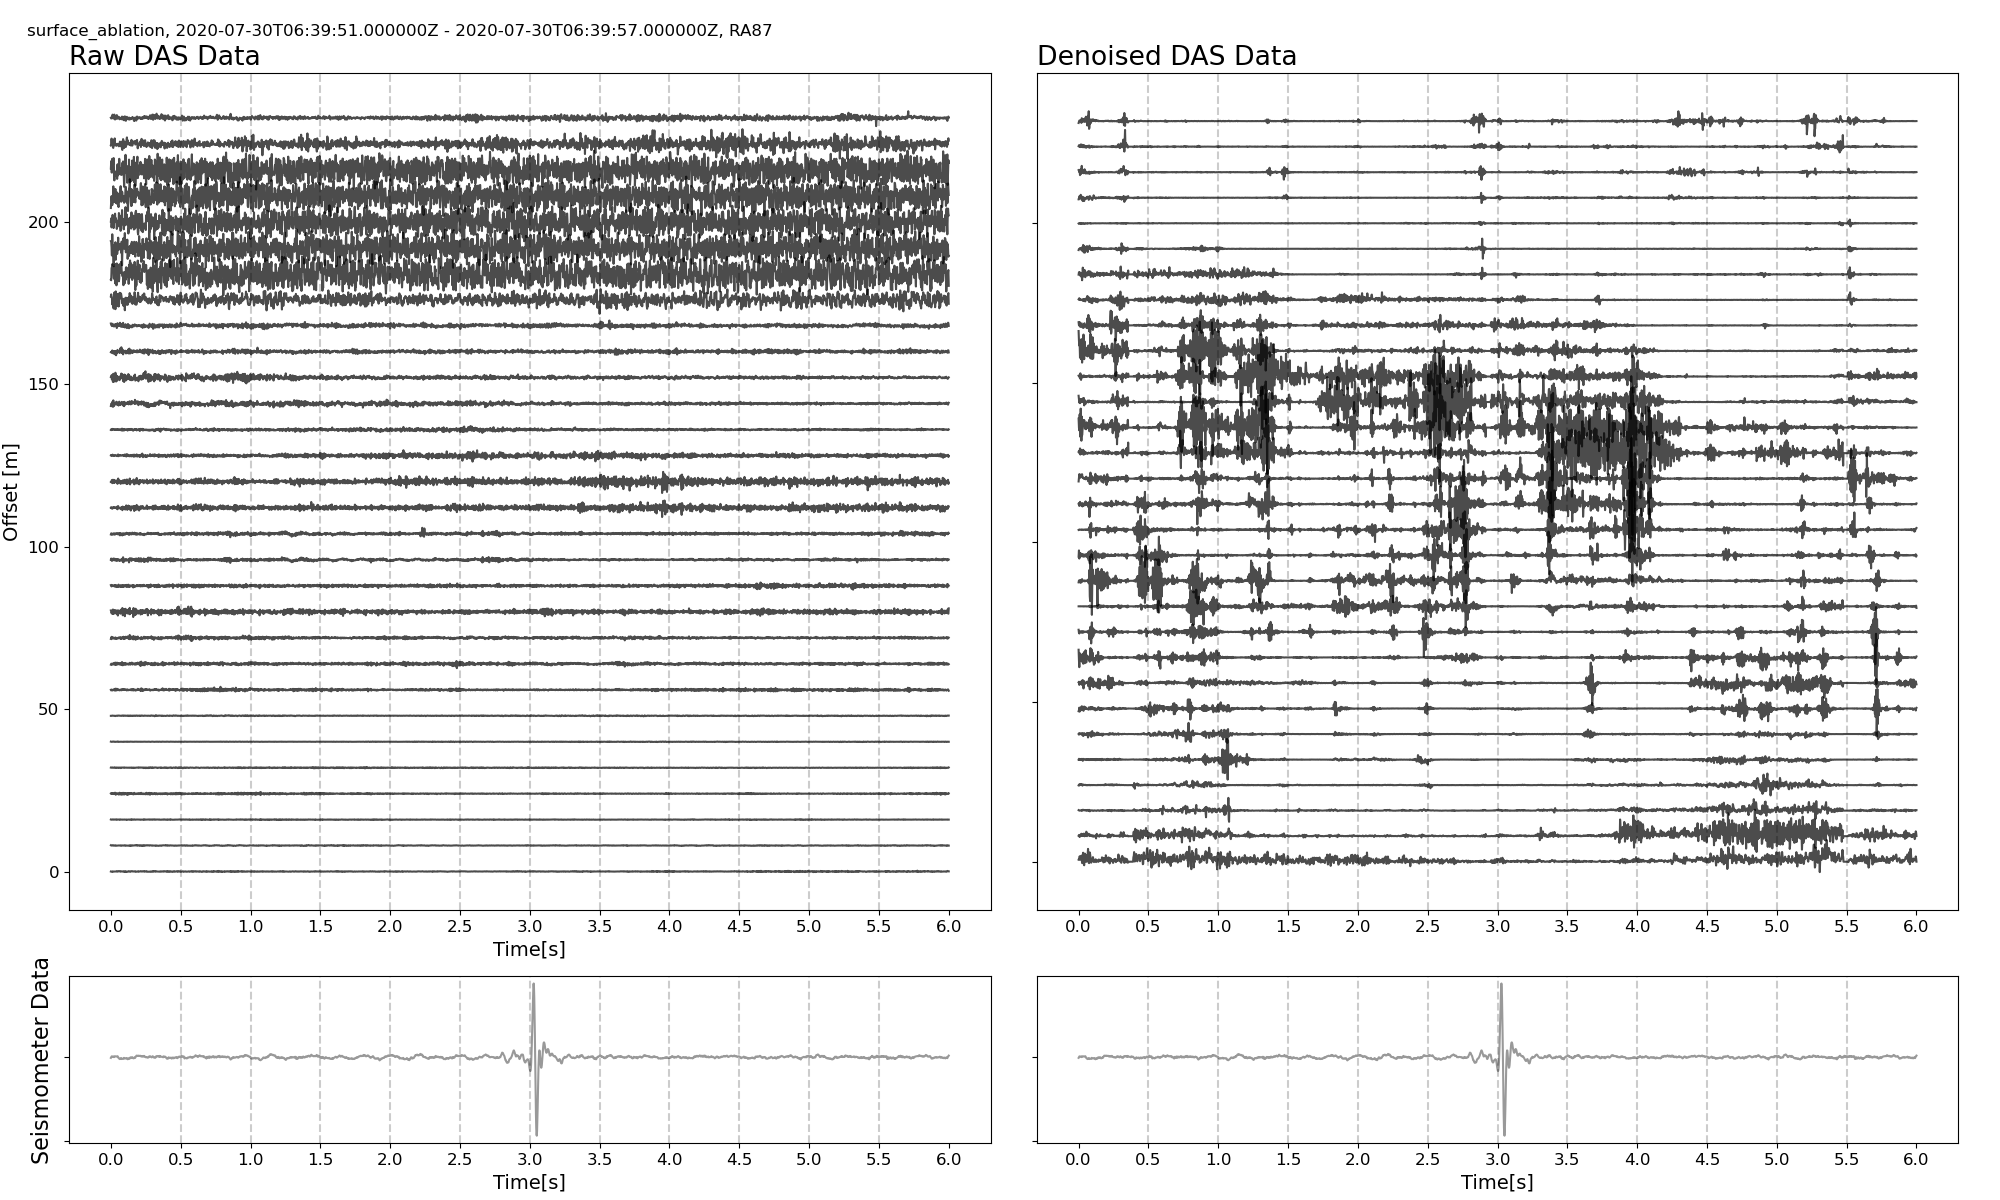 surface_ablation, 2020-07-30T06:39:51.000000Z - 2020-07-30T06:39:57.000000Z, RA87
Raw DAS Data
Denoised DAS Data
Offset [m]
200
150
100
50
0
0.0 0.5 1.0 1.5 2.0 2.5 3.0 3.5 4.0 4.5 5.0 5.5 6.0
Time[s]
0.0 0.5 1.0 1.5 2.0 2.5 3.0 3.5 4.0 4.5 5.0 5.5 6.0
Seismometer Data
0.0 0.5 1.0 1.5 2.0 2.5 3.0 3.5 4.0 4.5 5.0 5.5 6.0
Time[s]
0.0 0.5 1.0 1.5 2.0 2.5 3.0 3.5 4.0 4.5 5.0 5.5 6.0
Time[s]